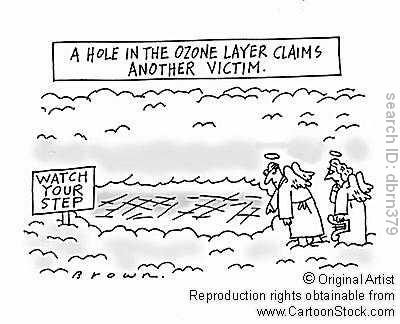 A HOLE IN THE OZONE LAYER CLAIMS
ANOTHER VICTIM.
WATCH
YOUR
STEP
Brown.
search ID: dbrn379
© Original Artist
Reproduction rights obtainable from
www.CartoonStock.com